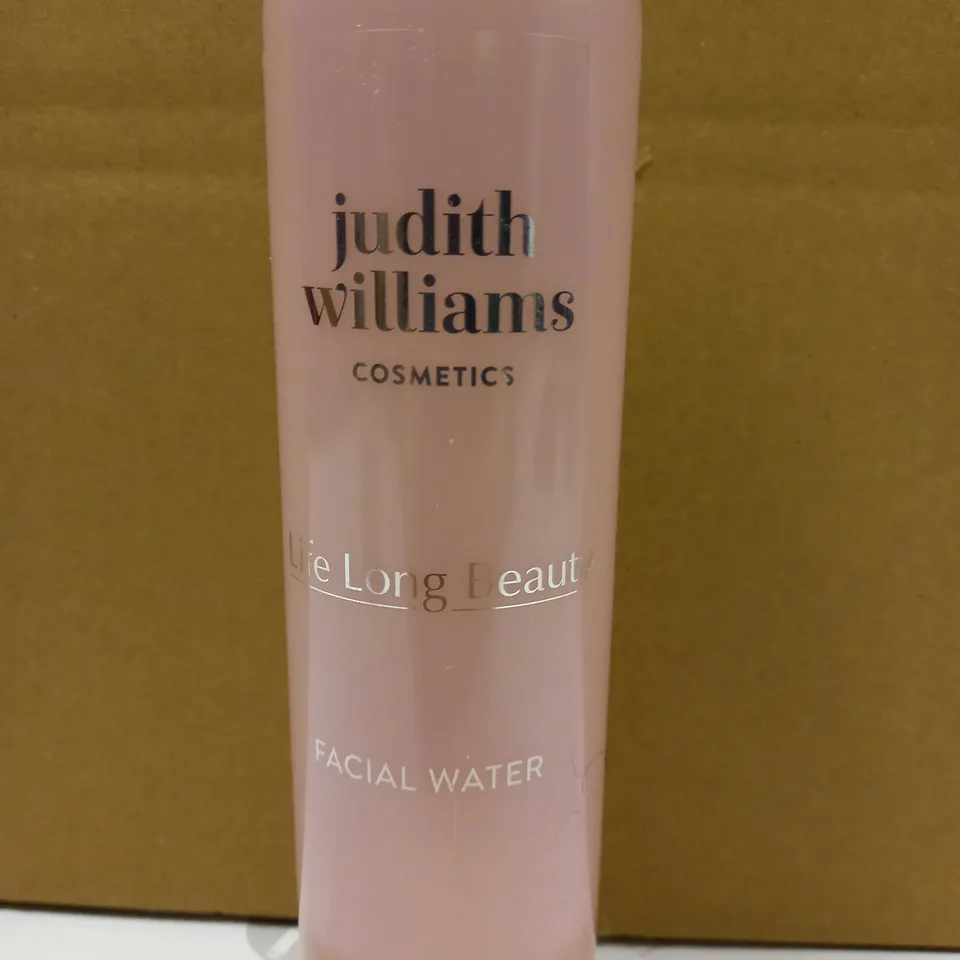 judith
williams
COSMETICS
Life Long Beauty
FACIAL WATER